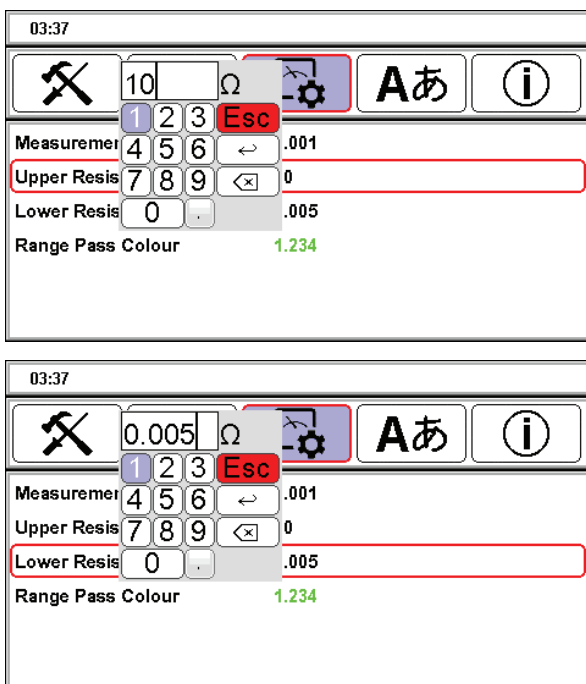 03:37
10 Ω
Aあ i
1 2 3 Esc
Measuremer 4 5 6 ↩ .001
Upper Resis 7 8 9 ⌫ 0
Lower Resis 0 . .005
Range Pass Colour 1.234
03:37
0.005 Ω
Aあ i
1 2 3 Esc
Measuremer 4 5 6 ↩ .001
Upper Resis 7 8 9 ⌫ 0
Lower Resis 0 . .005
Range Pass Colour 1.234